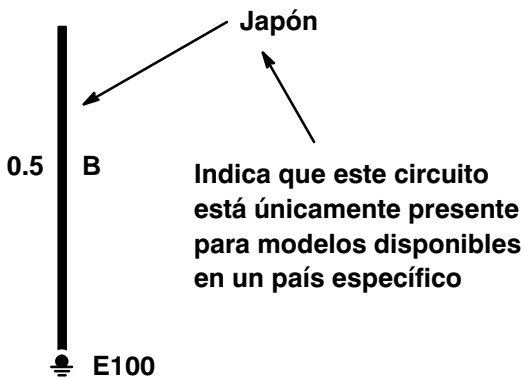 Japón
0.5 B
Indica que este circuito
está únicamente presente
para modelos disponibles
en un país específico
E100